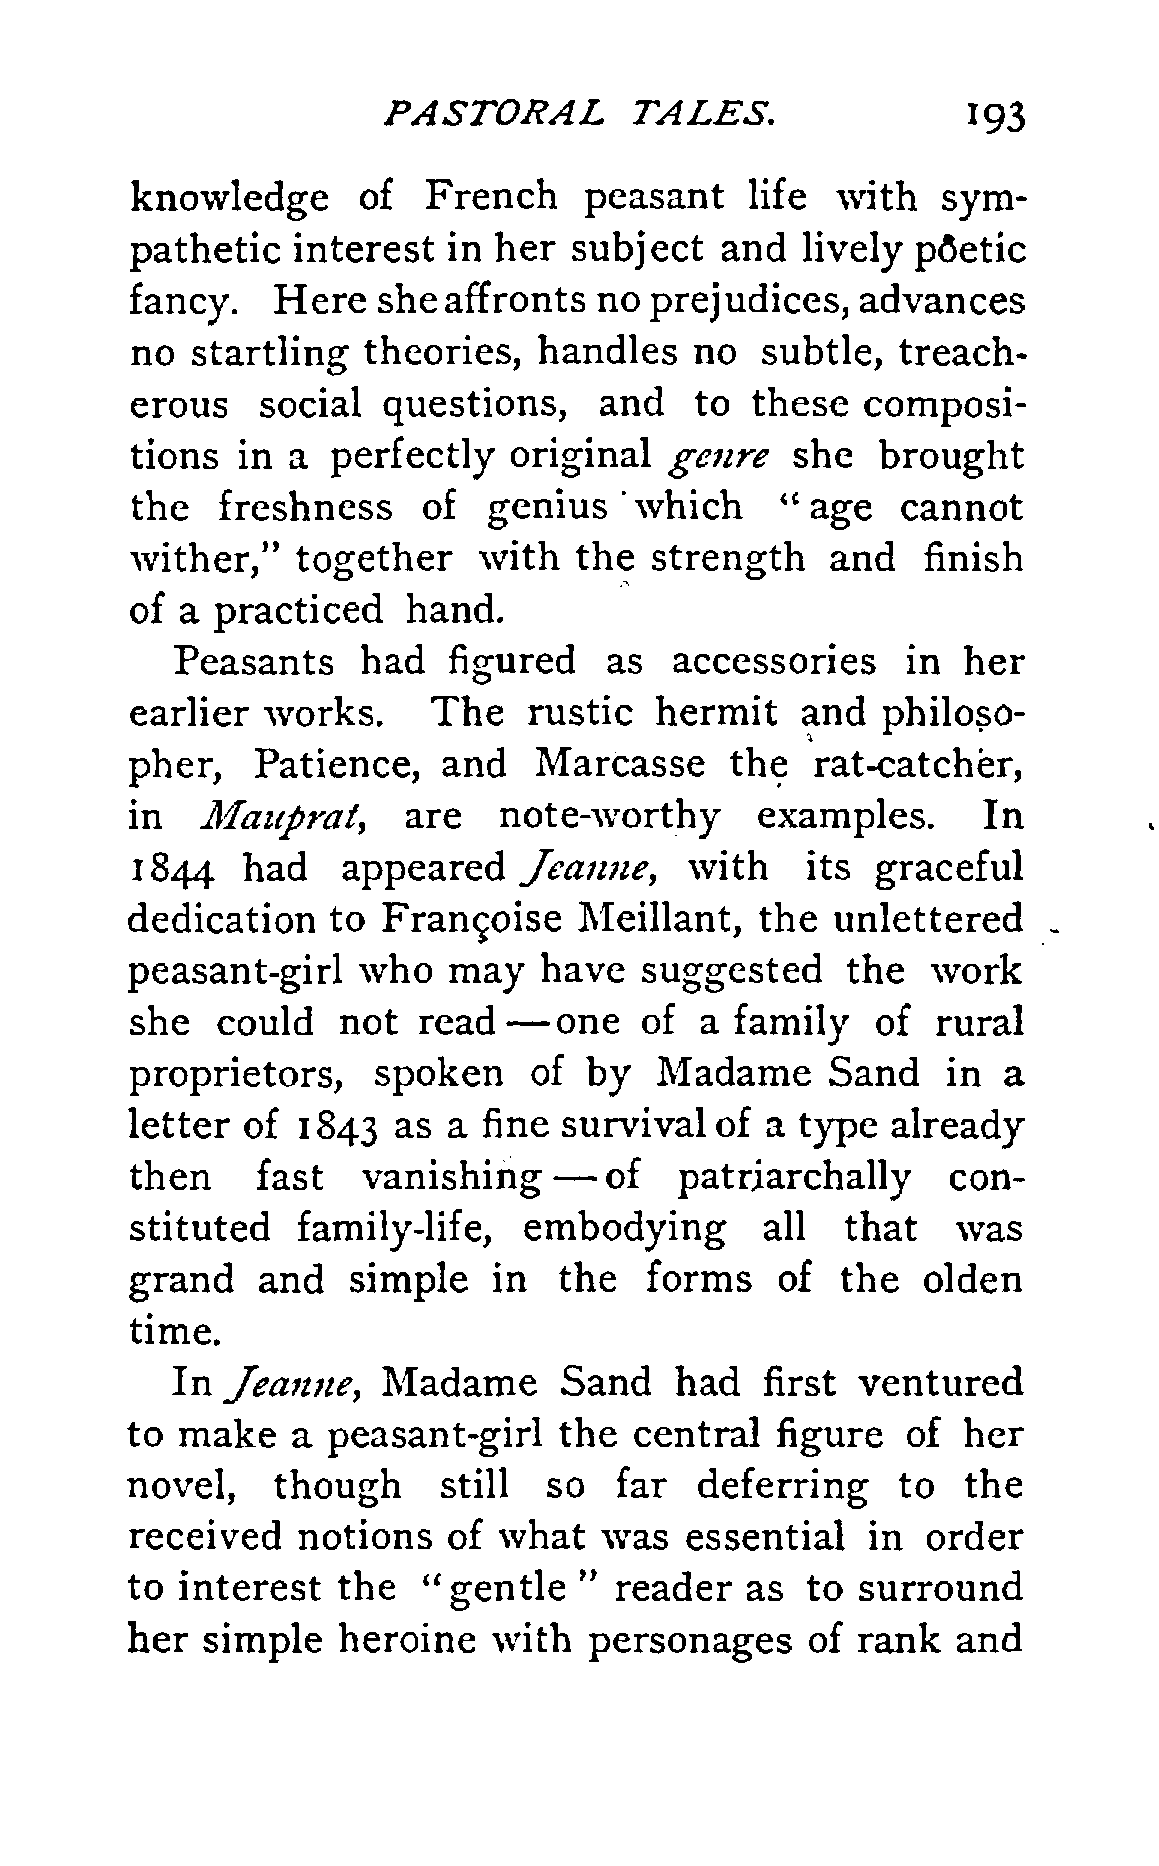 PASTORAL TALES. 193
knowledge of French peasant life with sym-
pathetic interest in her subject and lively poetic
fancy. Here she affronts no prejudices, advances
no startling theories, handles no subtle, treach-
erous social questions, and to these composi-
tions in a perfectly original genre she brought
the freshness of genius which “age cannot
wither,” together with the strength and finish
of a practiced hand.
Peasants had figured as accessories in her
earlier works. The rustic hermit and philoso-
pher, Patience, and Marcasse the rat-catcher,
in Mauprat, are note-worthy examples. In
1844 had appeared Jeanne, with its graceful
dedication to Françoise Meillant, the unlettered
peasant-girl who may have suggested the work
she could not read — one of a family of rural
proprietors, spoken of by Madame Sand in a
letter of 1843 as a fine survival of a type already
then fast vanishing — of patriarchally con-
stituted family-life, embodying all that was
grand and simple in the forms of the olden
time.
In Jeanne, Madame Sand had first ventured
to make a peasant-girl the central figure of her
novel, though still so far deferring to the
received notions of what was essential in order
to interest the “gentle” reader as to surround
her simple heroine with personages of rank and